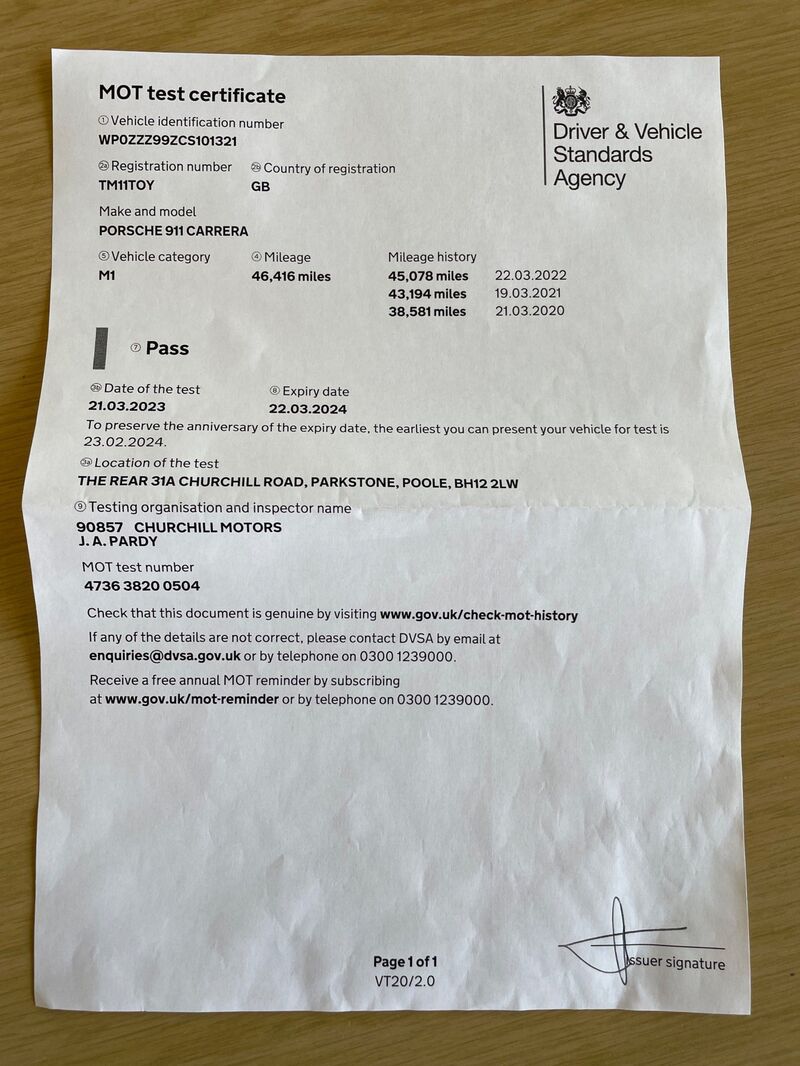 MOT test certificate
① Vehicle identification number
WP0ZZZ99ZCS101321
Driver & Vehicle
Standards
Agency
2a Registration number 2b Country of registration
TM11TOY GB
Make and model
PORSCHE 911 CARRERA
⑤ Vehicle category ④ Mileage Mileage history
M1 46,416 miles 45,078 miles 22.03.2022
43,194 miles 19.03.2021
38,581 miles 21.03.2020
⑦ Pass
3b Date of the test ⑧ Expiry date
21.03.2023 22.03.2024
To preserve the anniversary of the expiry date, the earliest you can present your vehicle for test is
23.02.2024.
3a Location of the test
THE REAR 31A CHURCHILL ROAD, PARKSTONE, POOLE, BH12 2LW
⑨ Testing organisation and inspector name
90857 CHURCHILL MOTORS
J. A. PARDY
MOT test number
4736 3820 0504
Check that this document is genuine by visiting www.gov.uk/check-mot-history
If any of the details are not correct, please contact DVSA by email at
enquiries@dvsa.gov.uk or by telephone on 0300 1239000.
Receive a free annual MOT reminder by subscribing
at www.gov.uk/mot-reminder or by telephone on 0300 1239000.
Issuer signature
Page 1 of 1
VT20/2.0